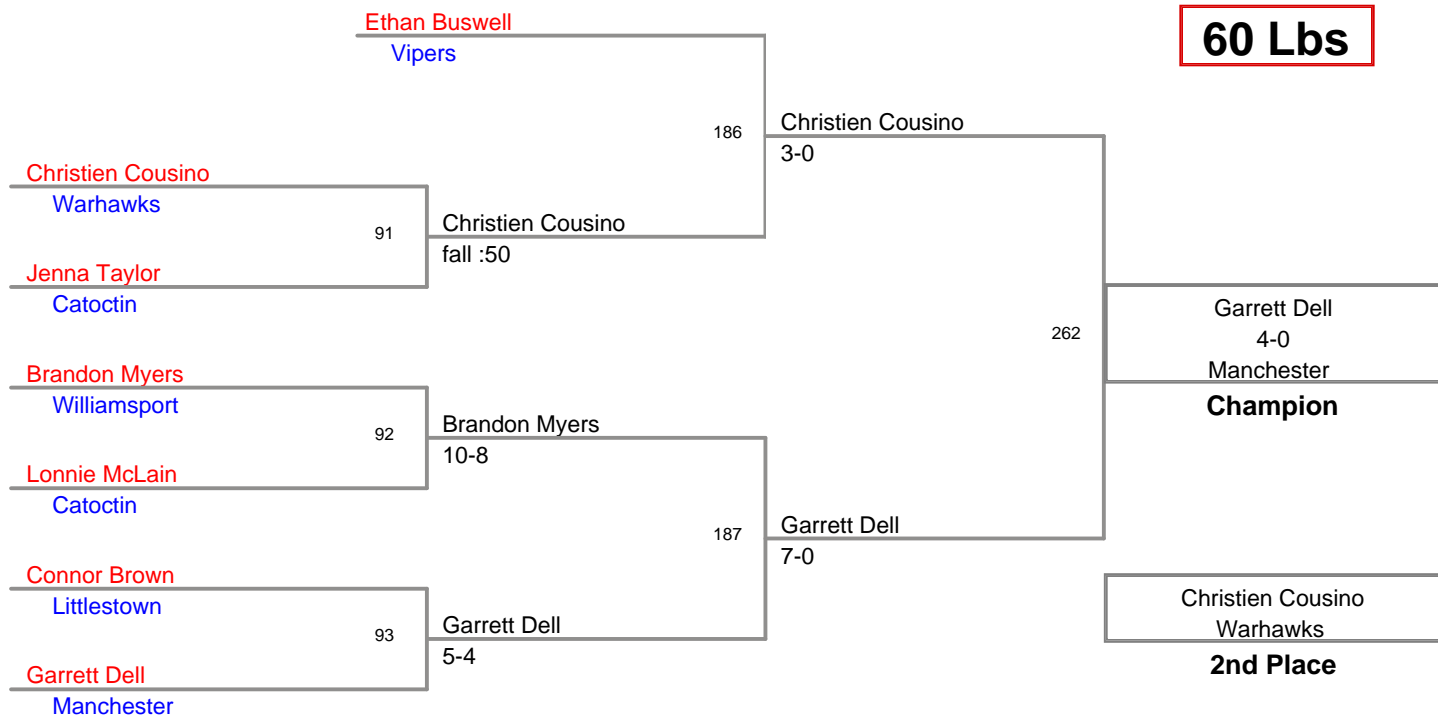 Ethan Buswell
Vipers
60 Lbs
186
Christien Cousino
3-0
Christien Cousino
Warhawks
91
Christien Cousino
fall :50
Jenna Taylor
Catoctin
262
Garrett Dell
4-0
Manchester
Champion
Brandon Myers
Williamsport
92
Brandon Myers
10-8
Lonnie McLain
Catoctin
187
Garrett Dell
7-0
Connor Brown
Littlestown
93
Garrett Dell
5-4
Garrett Dell
Manchester
Christien Cousino
Warhawks
2nd Place